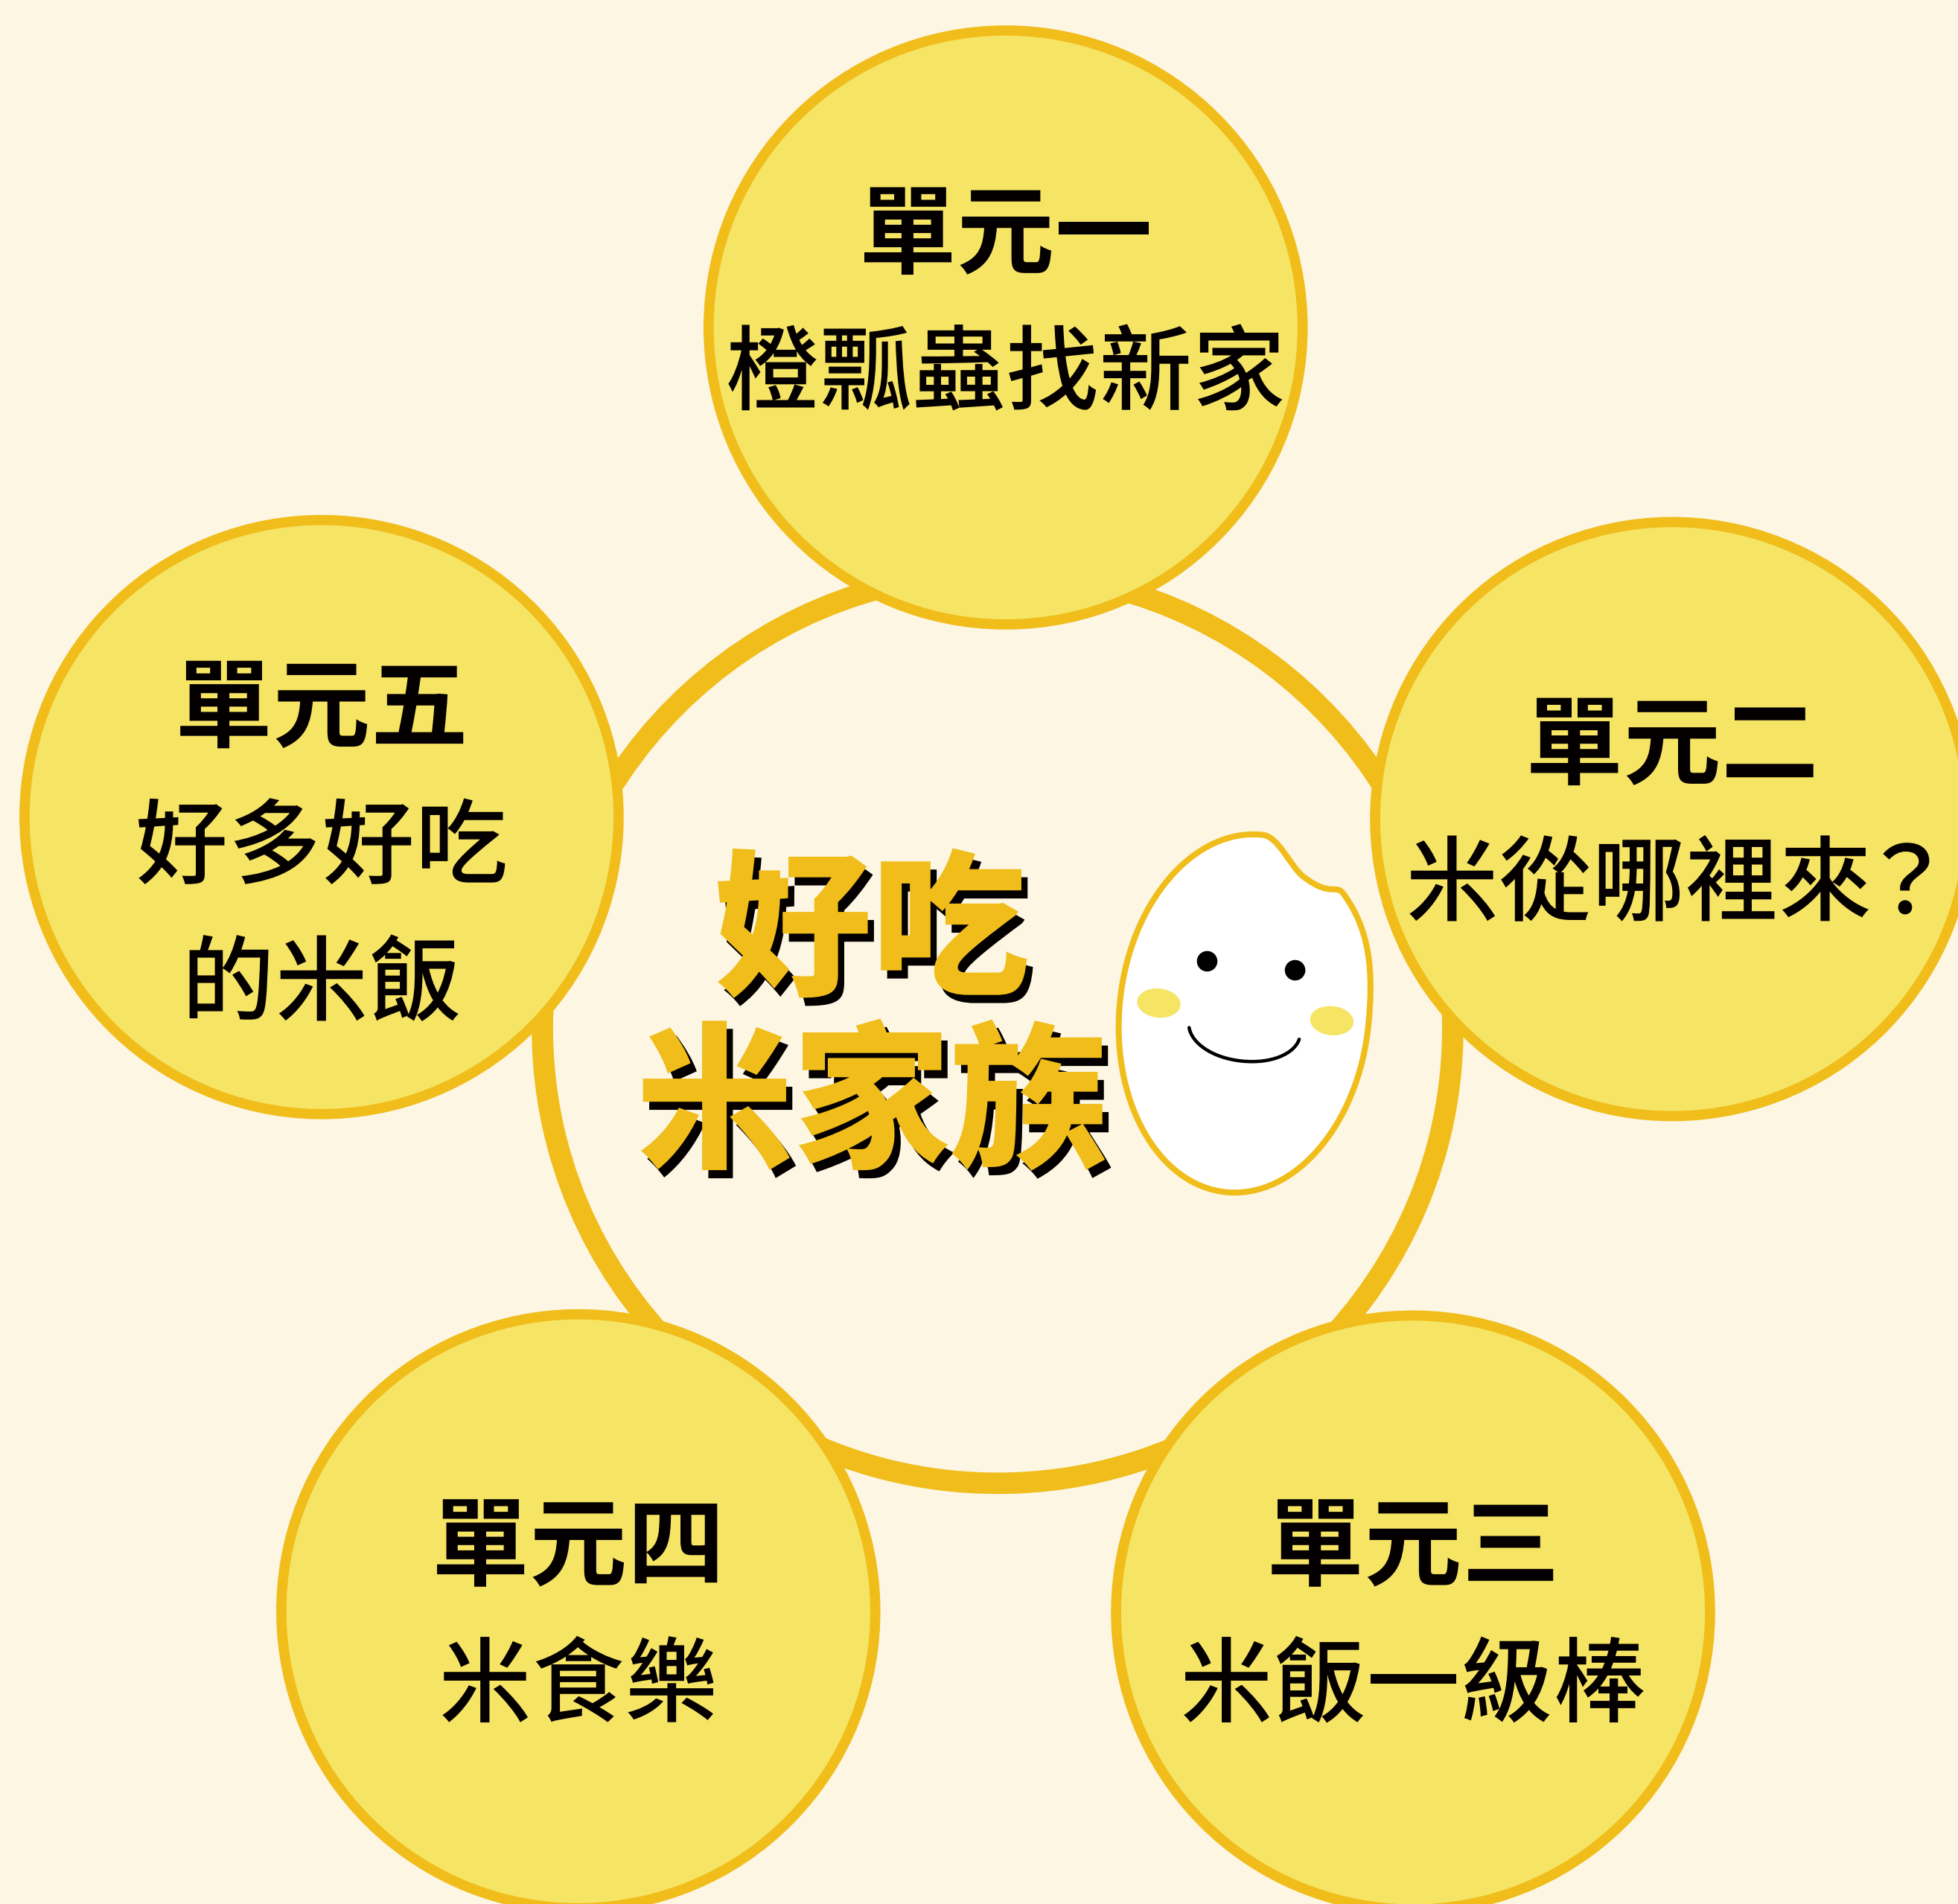 單元一
橙瓢蟲找新家
單元二
米從哪裡來?
單元三
米飯一級棒
單元四
米食樂
單元五
好多好吃
的米飯
好吃
米家族